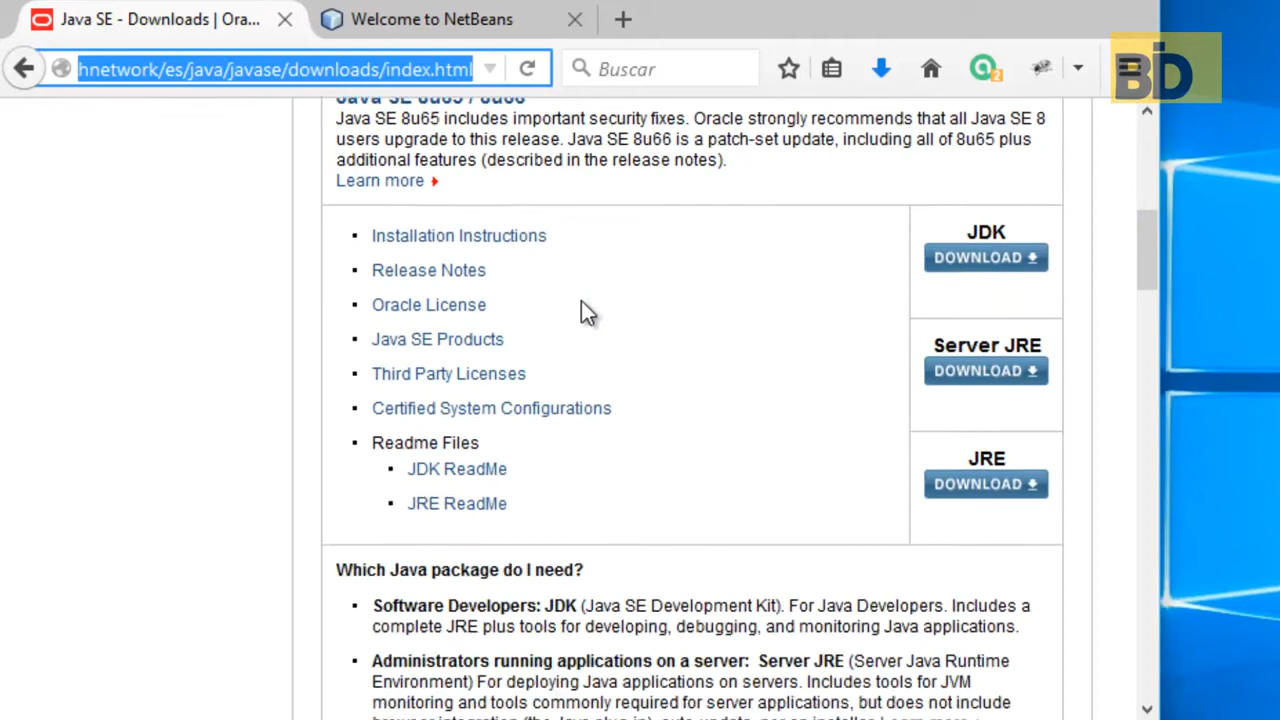 Java SE - Downloads | Ora...
Welcome to NetBeans
hnetwork/es/java/javase/downloads/index.html
Buscar
2
BID
Java SE 8u65 / 8u66
Java SE 8u65 includes important security fixes. Oracle strongly recommends that all Java SE 8
users upgrade to this release. Java SE 8u66 is a patch-set update, including all of 8u65 plus
additional features (described in the release notes).
Learn more
Installation Instructions
Release Notes
Oracle License
Java SE Products
Third Party Licenses
Certified System Configurations
Readme Files
JDK ReadMe
JRE ReadMe
JDK
DOWNLOAD
Server JRE
DOWNLOAD
JRE
DOWNLOAD
Which Java package do I need?
Software Developers: JDK (Java SE Development Kit). For Java Developers. Includes a
complete JRE plus tools for developing, debugging, and monitoring Java applications.
Administrators running applications on a server: Server JRE (Server Java Runtime
Environment) For deploying Java applications on servers. Includes tools for JVM
monitoring and tools commonly required for server applications, but does not include